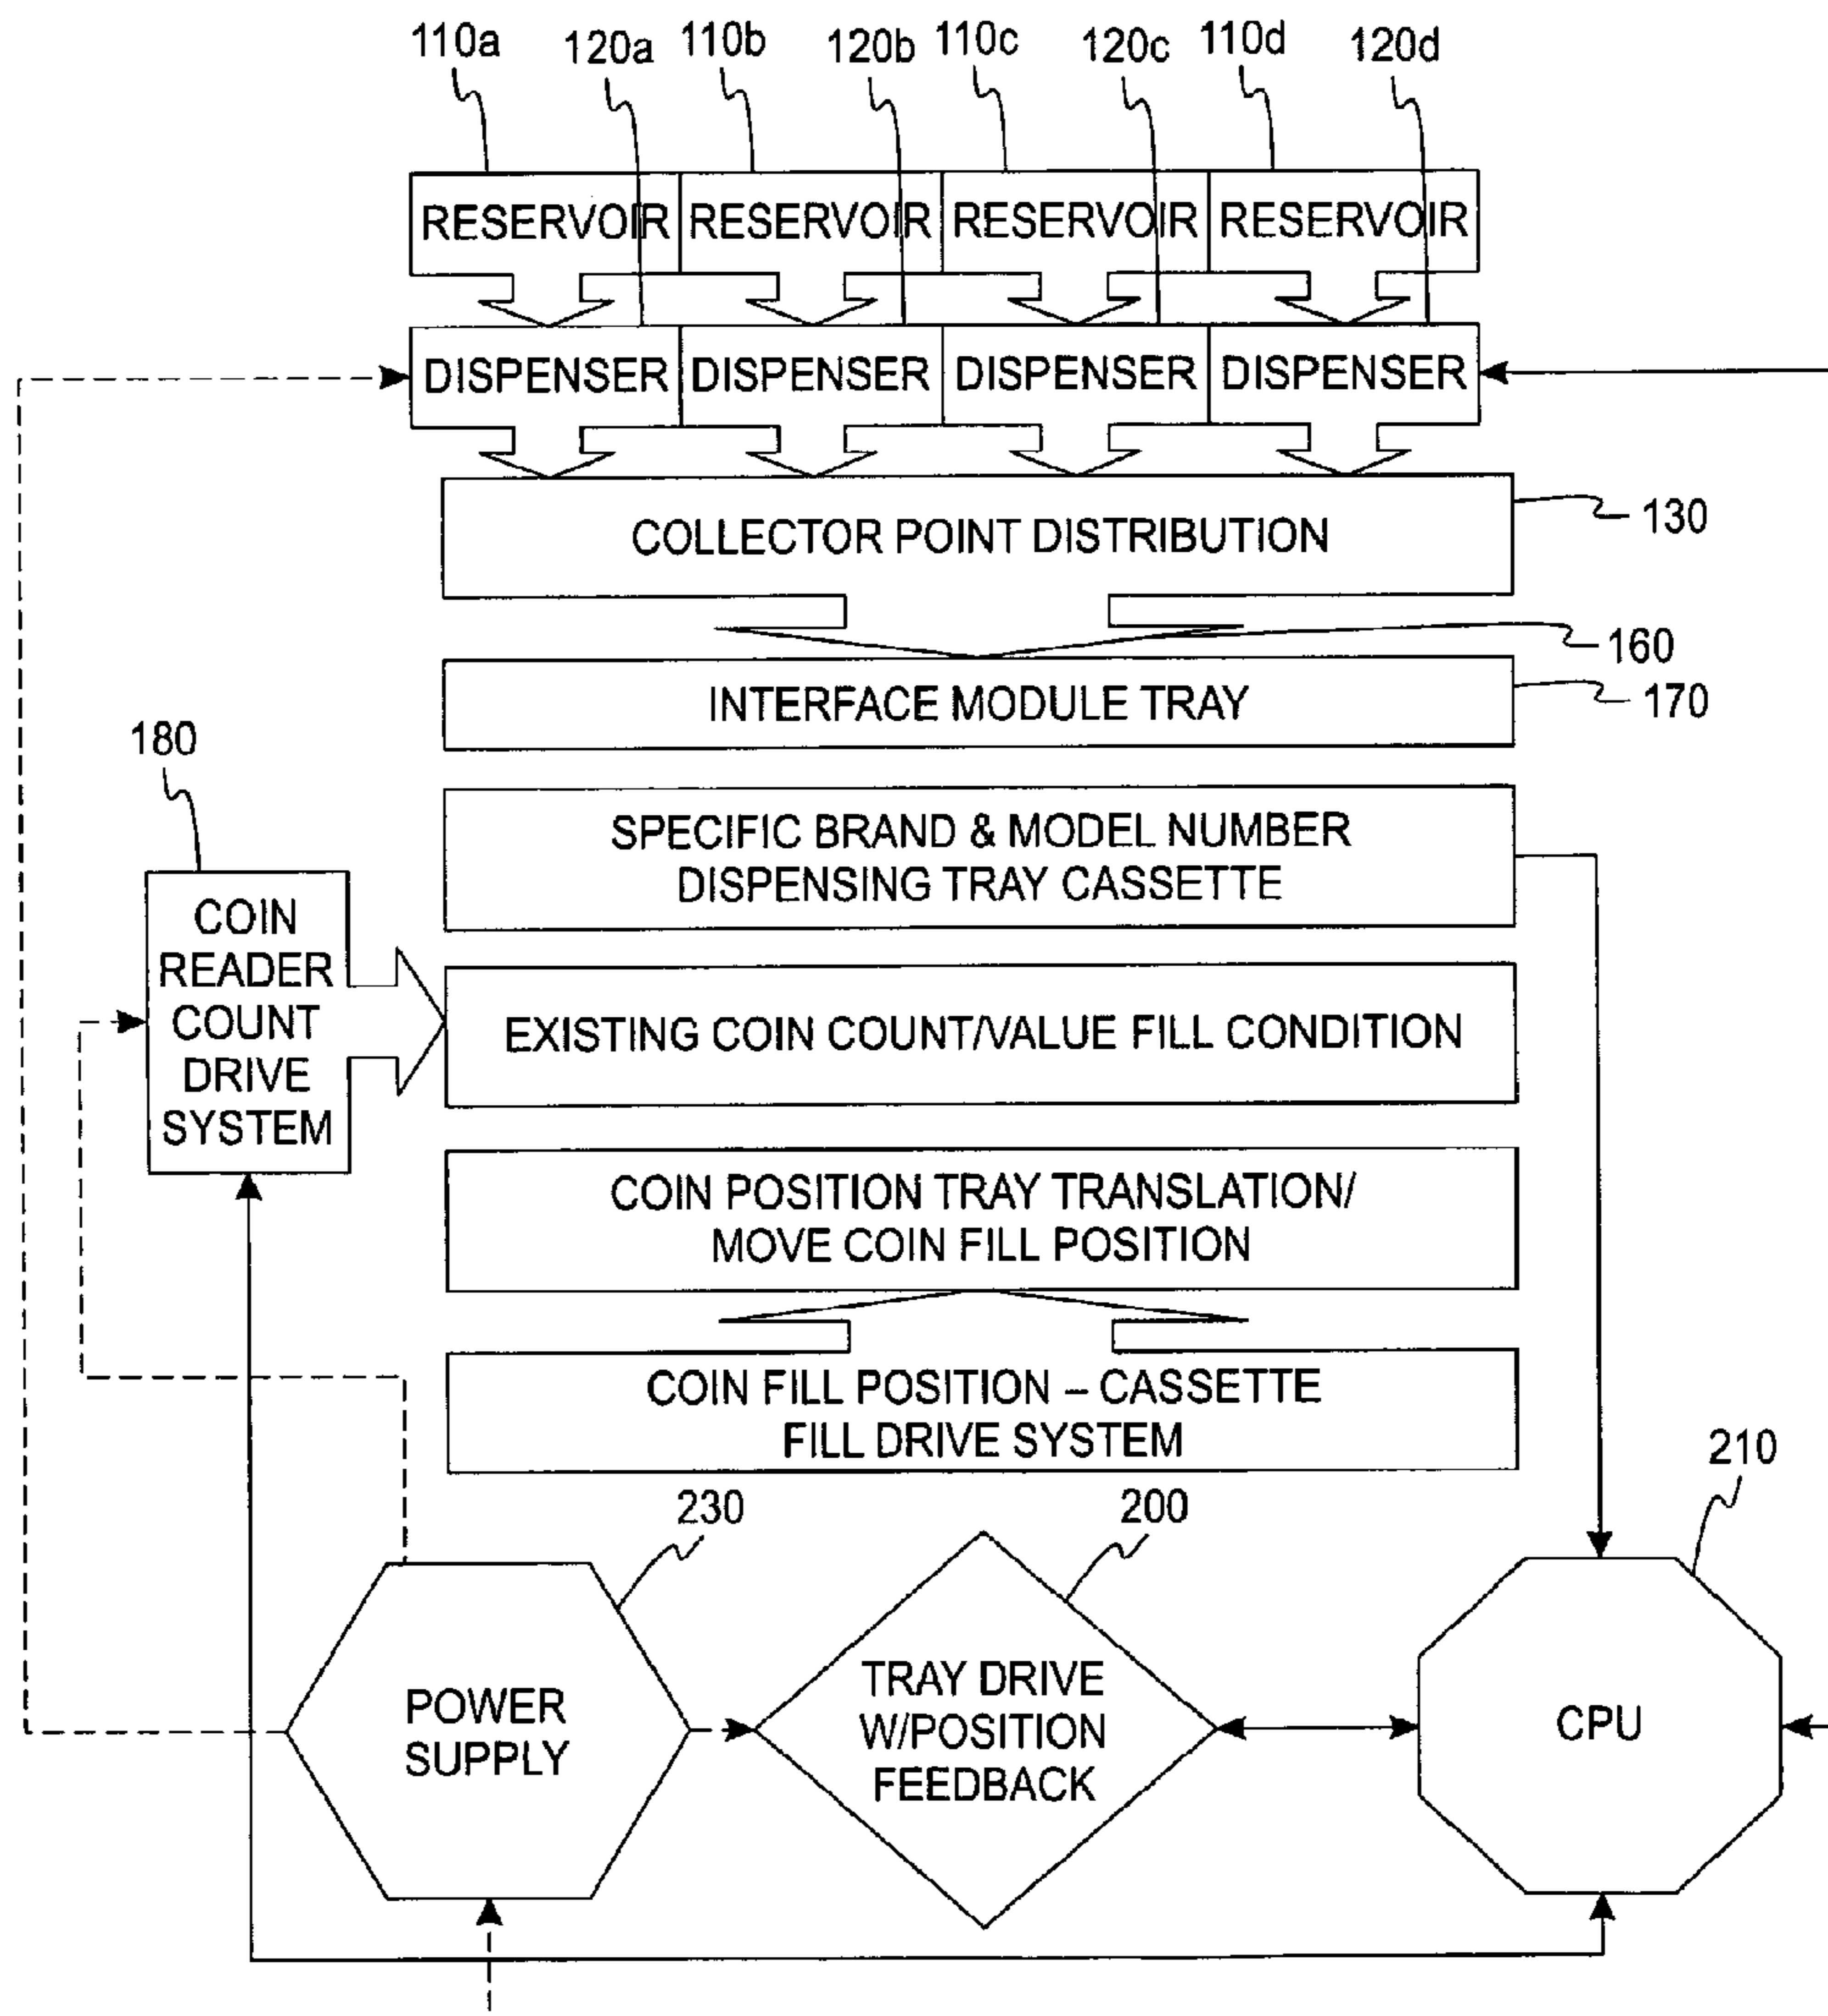 110a 120a 110b 120b 110c 120c 110d 120d
RESERVOIR RESERVOIR RESERVOIR RESERVOIR
DISPENSER DISPENSER DISPENSER DISPENSER
COLLECTOR POINT DISTRIBUTION
130
160
INTERFACE MODULE TRAY
170
180
SPECIFIC BRAND & MODEL NUMBER
DISPENSING TRAY CASSETTE
COIN
READER
COUNT
DRIVE
SYSTEM
EXISTING COIN COUNT/VALUE FILL CONDITION
COIN POSITION TRAY TRANSLATION/
MOVE COIN FILL POSITION
COIN FILL POSITION – CASSETTE
FILL DRIVE SYSTEM
230
200
210
POWER
SUPPLY
TRAY DRIVE
W/POSITION
FEEDBACK
CPU